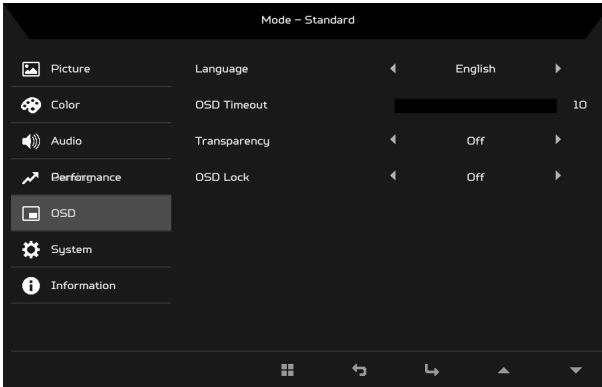 Mode - Standard
Picture
Color
Audio
Performance
OSD
System
Information
Language English
OSD Timeout 10
Transparency Off
OSD Lock Off